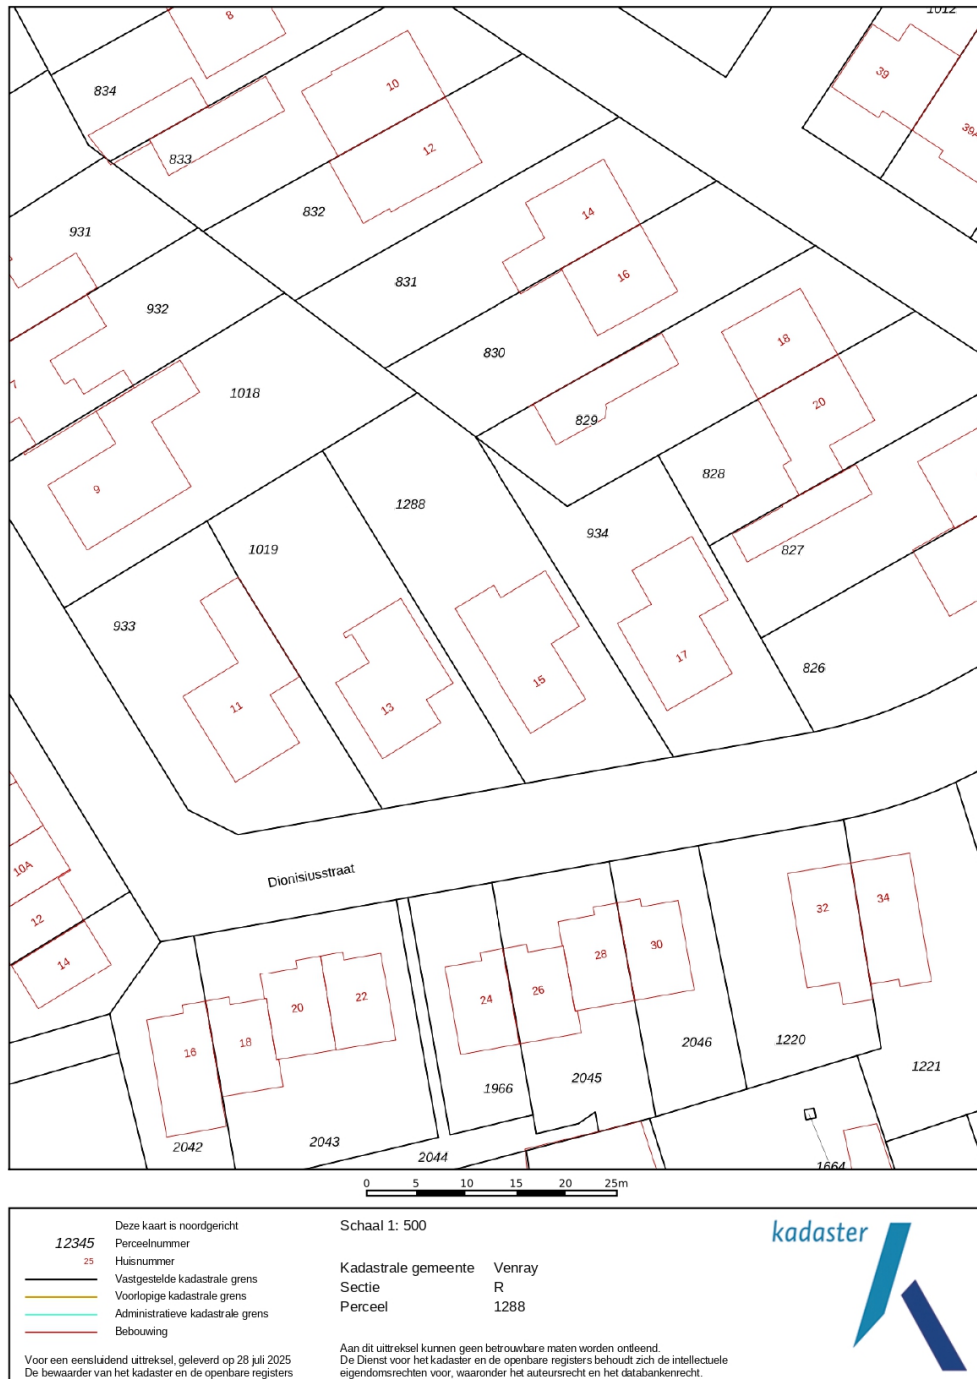 8
1012
834
10
39
39A
12
833
832
14
931
16
831
932
830
18
7
1018
20
829
828
9
1288
934
1019
827
933
826
17
15
13
11
10A
Dionisiusstraat
12
34
32
14
30
28
22
24
26
20
18
16
2046
1220
1221
2045
1966
2042
2043
2044
1664
0 5 10 15 20 25m
Deze kaart is noordgericht
12345 Perceelnummer
25 Huisnummer
Vastgestelde kadastrale grens
Voorlopige kadastrale grens
Administratieve kadastrale grens
Bebouwing
Voor een eensluidend uittreksel, geleverd op 28 juli 2025
De bewaarder van het kadaster en de openbare registers
Schaal 1: 500
Kadastrale gemeente Venray
Sectie R
Perceel 1288
Aan dit uittreksel kunnen geen betrouwbare maten worden ontleend.
De Dienst voor het kadaster en de openbare registers behoudt zich de intellectuele
eigendomsrechten voor, waaronder het auteursrecht en het databankenrecht.
kadaster